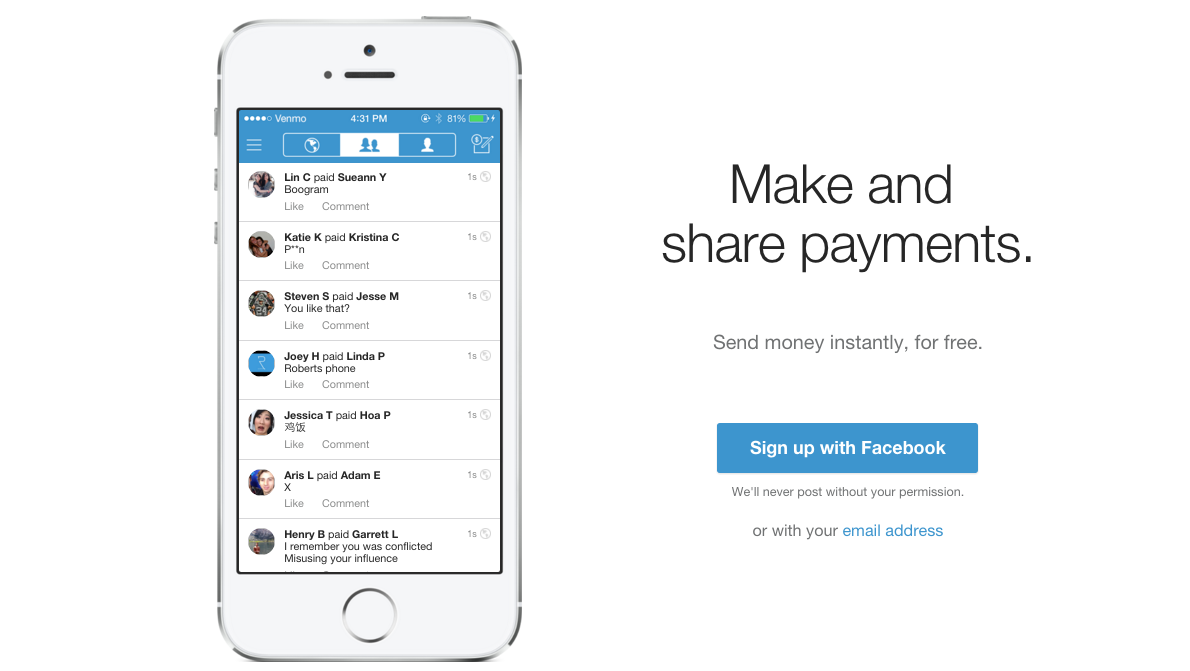 Venmo
4:31 PM
81%
Lin C paid Sueann Y
1s
Boogram
Like Comment
Katie K paid Kristina C
1s
P**n
Like Comment
Steven S paid Jesse M
1s
You like that?
Like Comment
Joey H paid Linda P
1s
Roberts phone
Like Comment
Jessica T paid Hoa P
1s
鸡饭
Like Comment
Aris L paid Adam E
1s
X
Like Comment
Henry B paid Garrett L
1s
I remember you was conflicted
Misusing your influence
Make and
share payments.
Send money instantly, for free.
Sign up with Facebook
We'll never post without your permission.
or with your email address